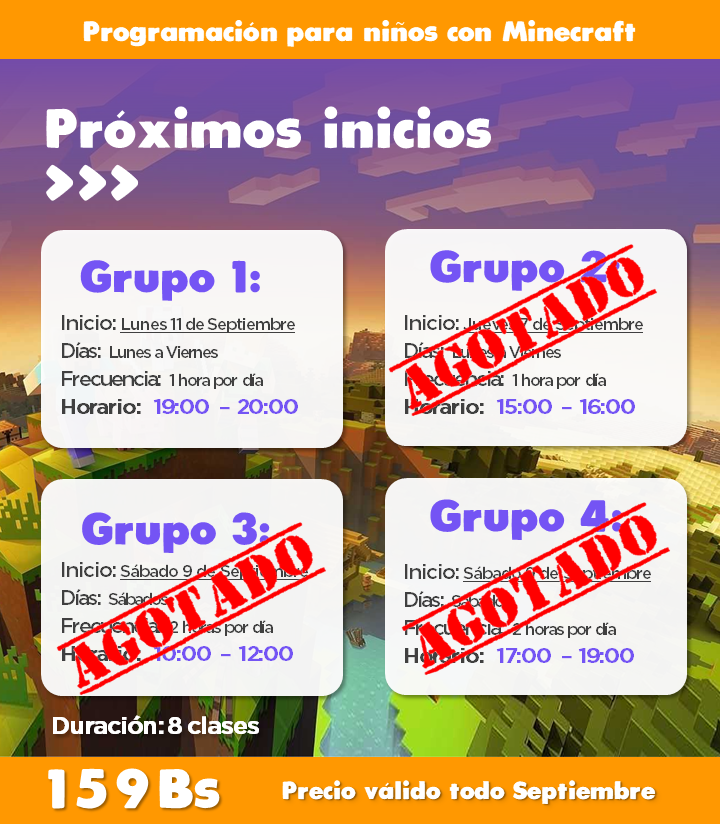 Programación para niños con Minecraft
Próximos inicios
>>>
Grupo 1:
Inicio: Lunes 11 de Septiembre
Días: Lunes a Viernes
Frecuencia: 1 hora por día
Horario: 19:00 – 20:00
Grupo 2:
Inicio: Jueves 7 de Septiembre
Días: Lunes a Viernes
Frecuencia: 1 hora por día
Horario: 15:00 – 16:00
AGOTADO
Grupo 3:
Inicio: Sábado 9 de Septiembre
Días: Sábados
Frecuencia: 2 horas por día
Horario: 10:00 – 12:00
AGOTADO
Grupo 4:
Inicio: Sábado 9 de Septiembre
Días: Sábados
Frecuencia: 2 horas por día
Horario: 17:00 – 19:00
AGOTADO
Duración: 8 clases
159Bs
Precio válido todo Septiembre